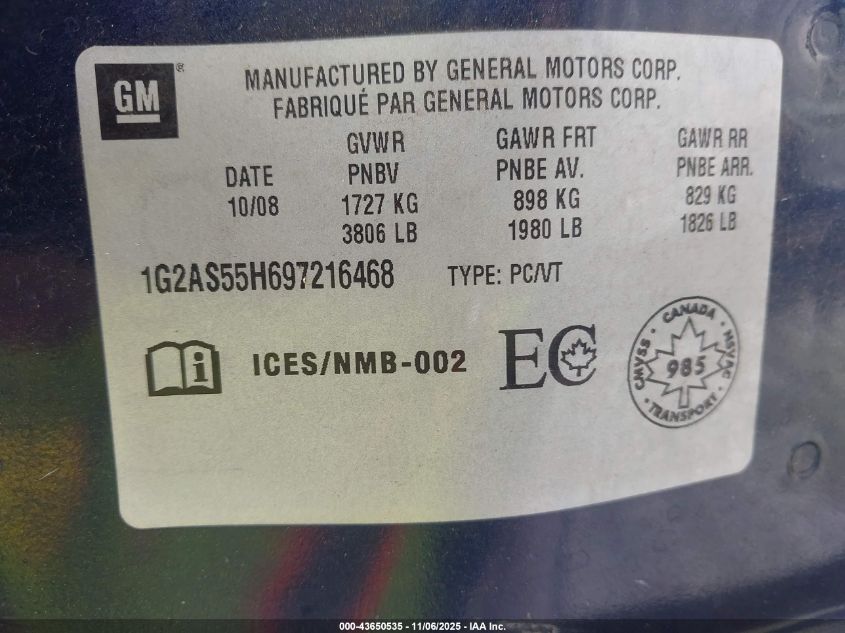 GM®
MANUFACTURED BY GENERAL MOTORS CORP.
FABRIQUÉ PAR GENERAL MOTORS CORP.
GVWR GAWR FRT GAWR RR
DATE PNBV PNBE AV. PNBE ARR.
10/08 1727 KG 898 KG 829 KG
3806 LB 1980 LB 1826 LB
1G2AS55H697216468 TYPE: PC/VT
i ICES/NMB-002 EC
CANADA
CMVSS 985 NSVAC
TRANSPORT
000-43650535 - 11/06/2025 - IAA Inc.